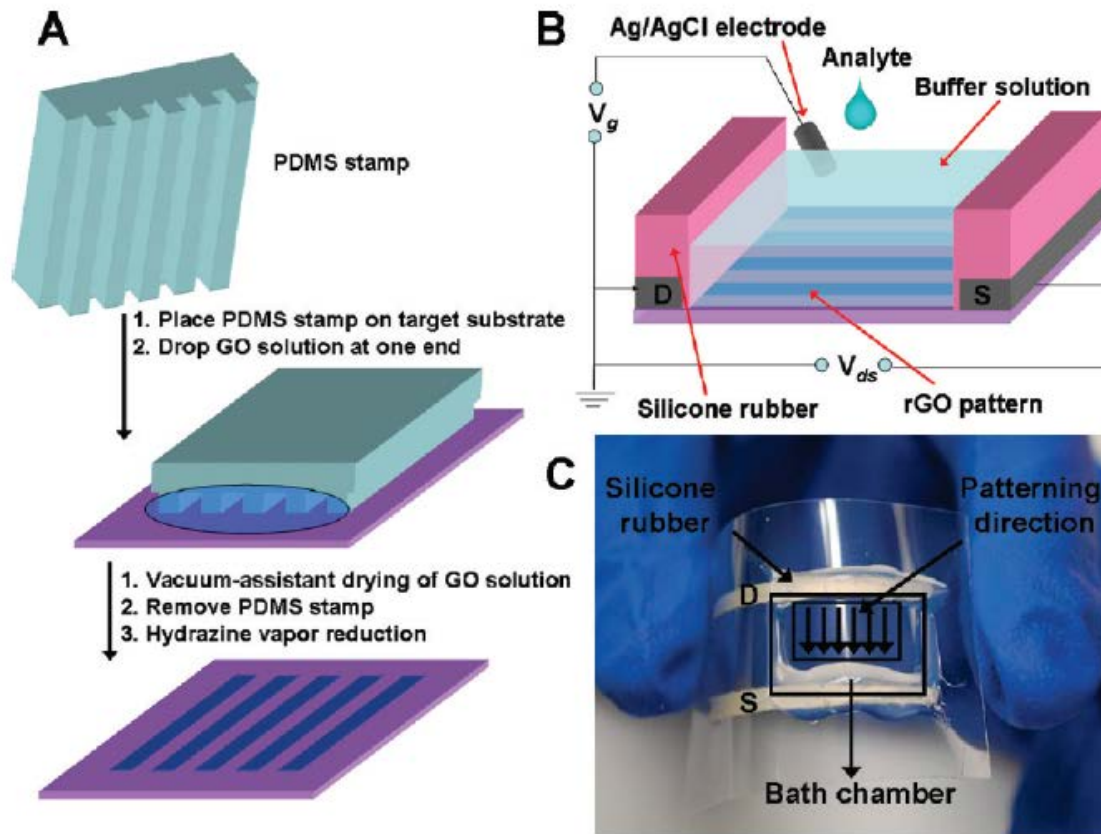 A
PDMS stamp
1. Place PDMS stamp on target substrate
2. Drop GO solution at one end
1. Vacuum-assistant drying of GO solution
2. Remove PDMS stamp
3. Hydrazine vapor reduction
B
Ag/AgCl electrode
Analyte
Buffer solution
Vg
D
S
Vds
Silicone rubber
rGO pattern
C
Silicone
rubber
Patterning
direction
D
S
Bath chamber